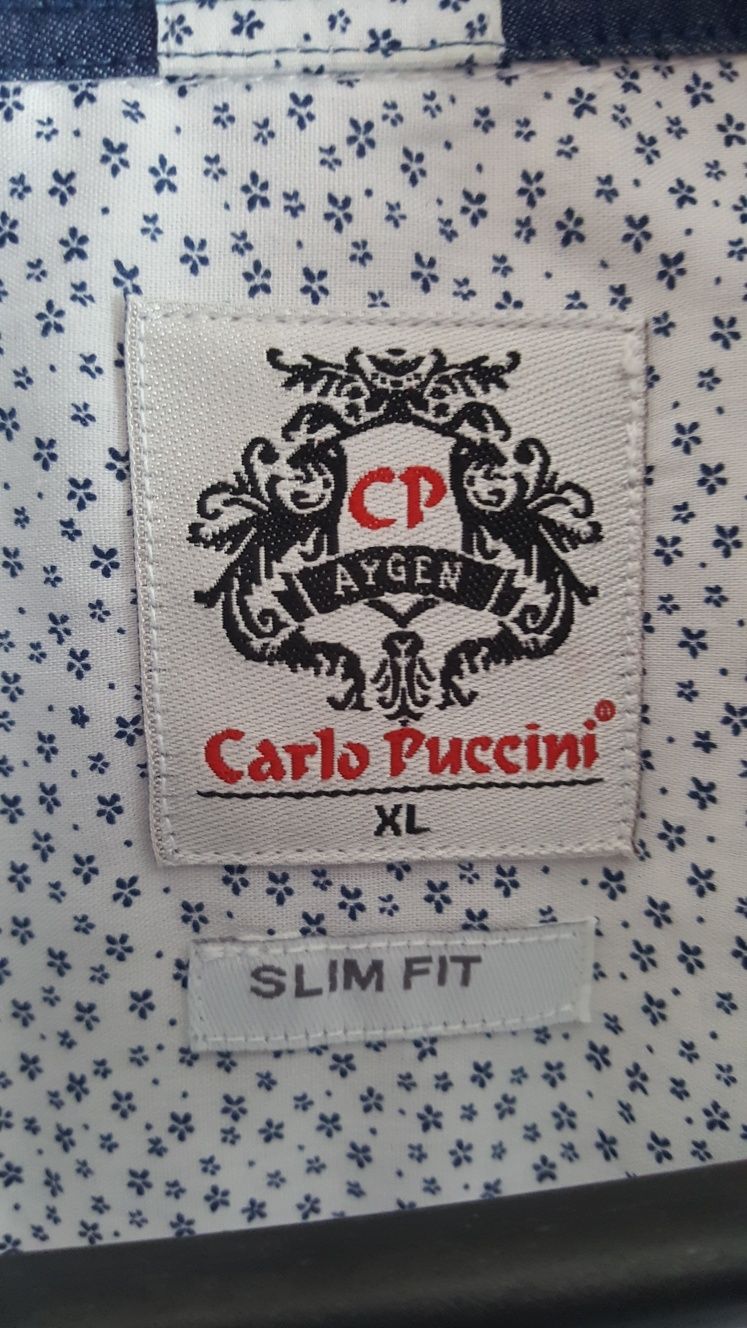 CP
AYGEN
Carlo Puccini®
XL
SLIM FIT